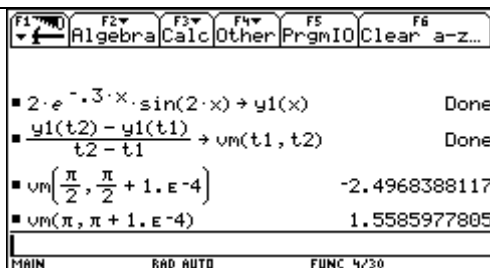 F1 F2 F3 F4 F5 F6
Algebra Calc Other PrgmIO Clear a-z…
▪ 2·e^-.3·x·sin(2·x)→y1(x) Done
▪ (y1(t2) - y1(t1))/(t2 - t1)→vm(t1,t2) Done
▪ vm(π/2, π/2 + 1.E-4) -2.4968388117
▪ vm(π, π + 1.E-4) 1.5585977805
MAIN RAD AUTO FUNC 4/30